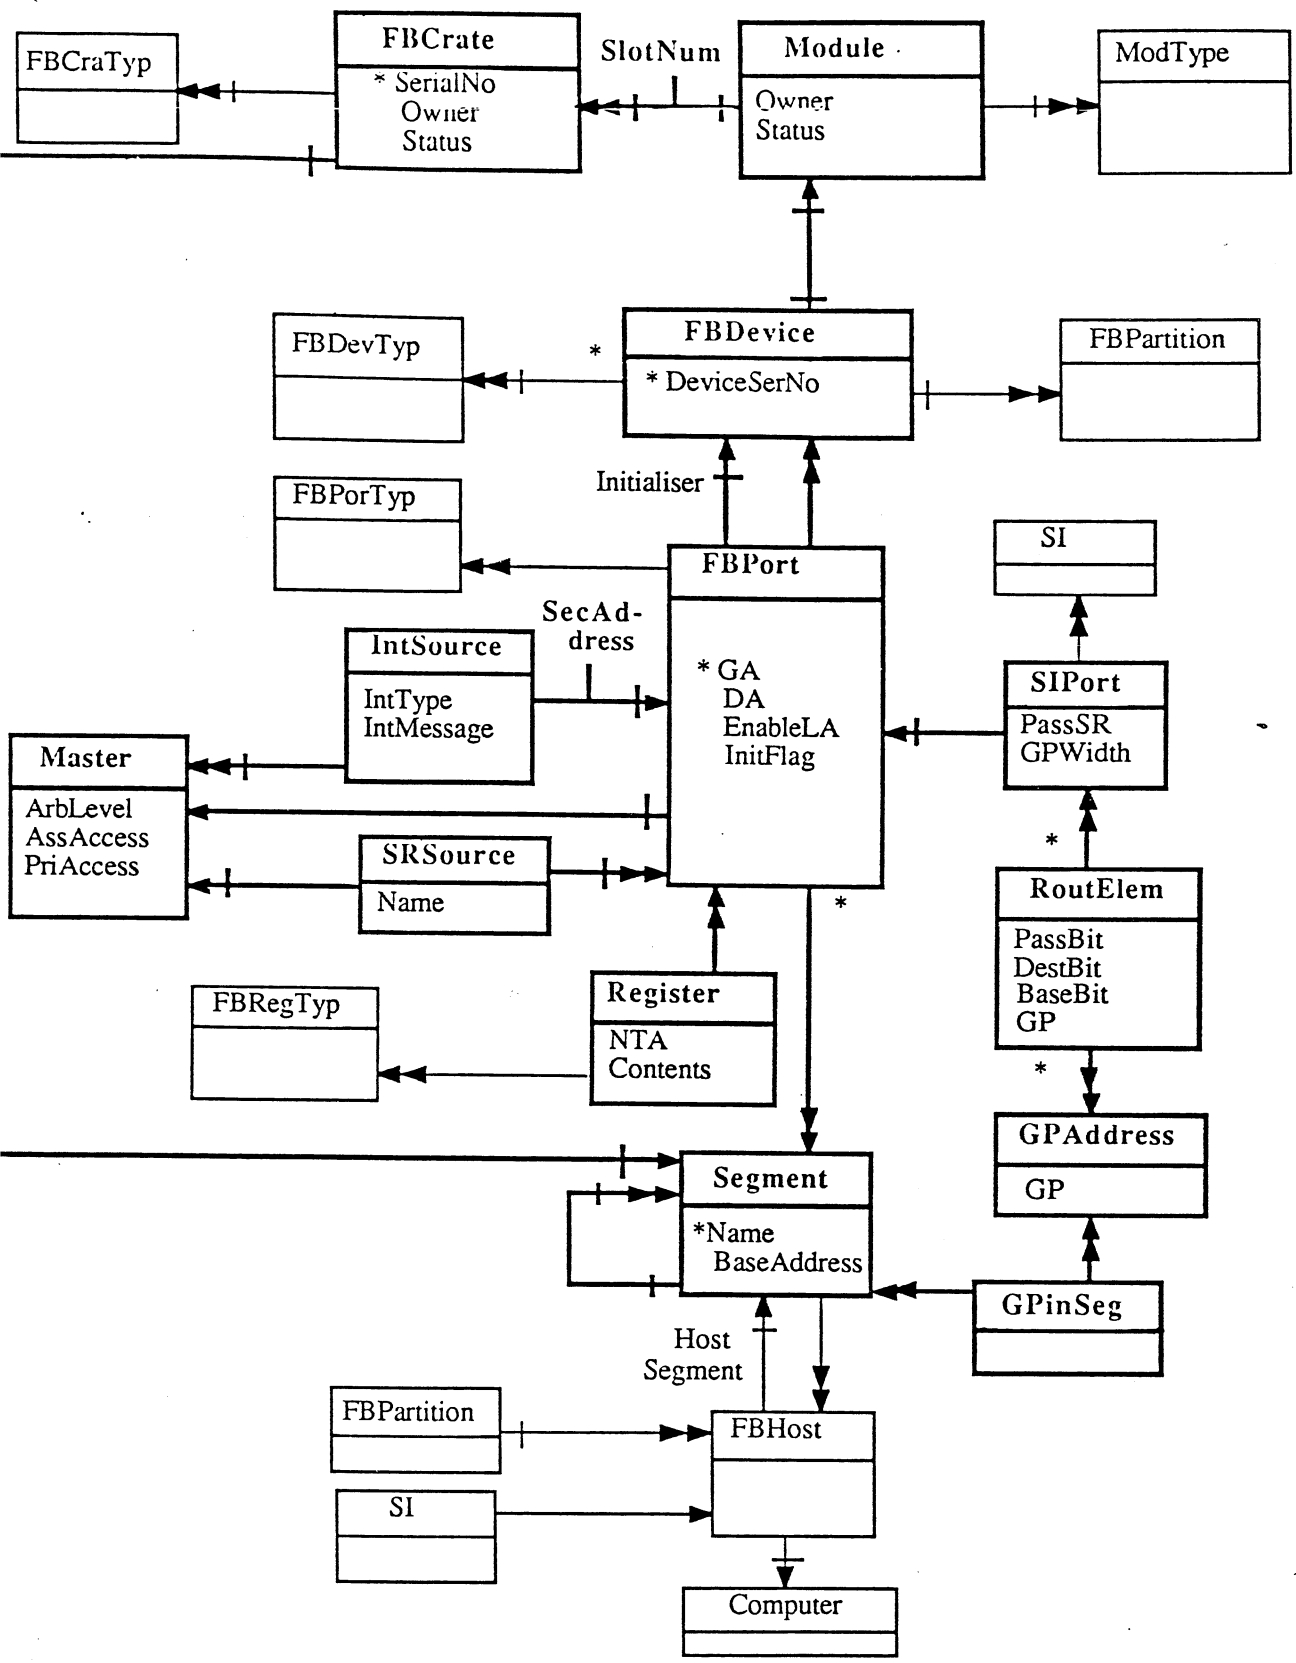 FBCraTyp
FBCrate
* SerialNo
Owner
Status
SlotNum
Module
Owner
Status
ModType
FBDevTyp
*
FBDevice
* DeviceSerNo
FBPartition
Initialiser
FBPorTyp
FBPort
* GA
DA
EnableLA
InitFlag
SI
SecAd-
dress
IntSource
IntType
IntMessage
SIPort
PassSR
GPWidth
Master
ArbLevel
AssAccess
PriAccess
SRSource
Name
*
*
RoutElem
PassBit
DestBit
BaseBit
GP
*
Register
NTA
Contents
FBRegTyp
GPAddress
GP
Segment
*Name
BaseAddress
GPinSeg
Host
Segment
FBPartition
FBHost
SI
Computer